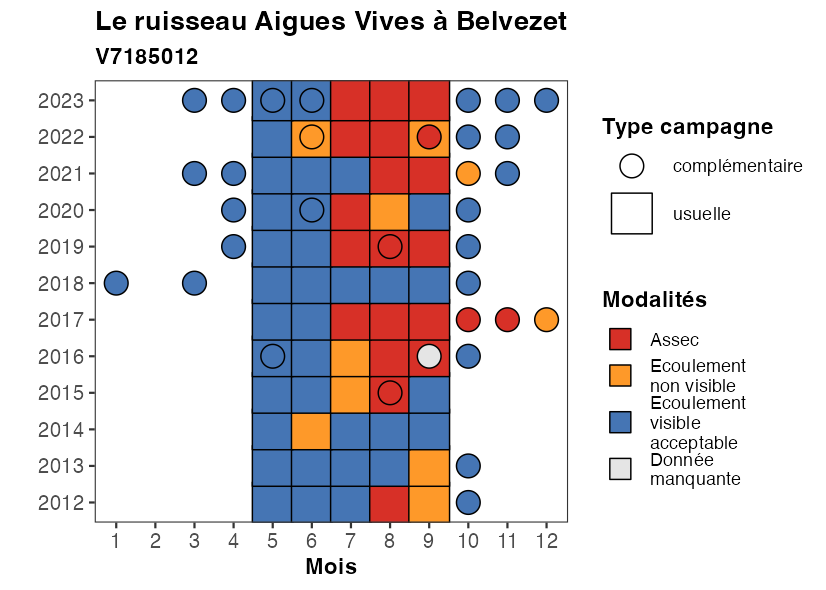 Le ruisseau Aigues Vives à Belvezet
V7185012
2023
2022
2021
2020
2019
2018
2017
2016
2015
2014
2013
2012
1 2 3 4 5 6 7 8 9 10 11 12
Mois
Type campagne
complémentaire
usuelle
Modalités
Assec
Ecoulement
non visible
Ecoulement
visible
acceptable
Donnée
manquante